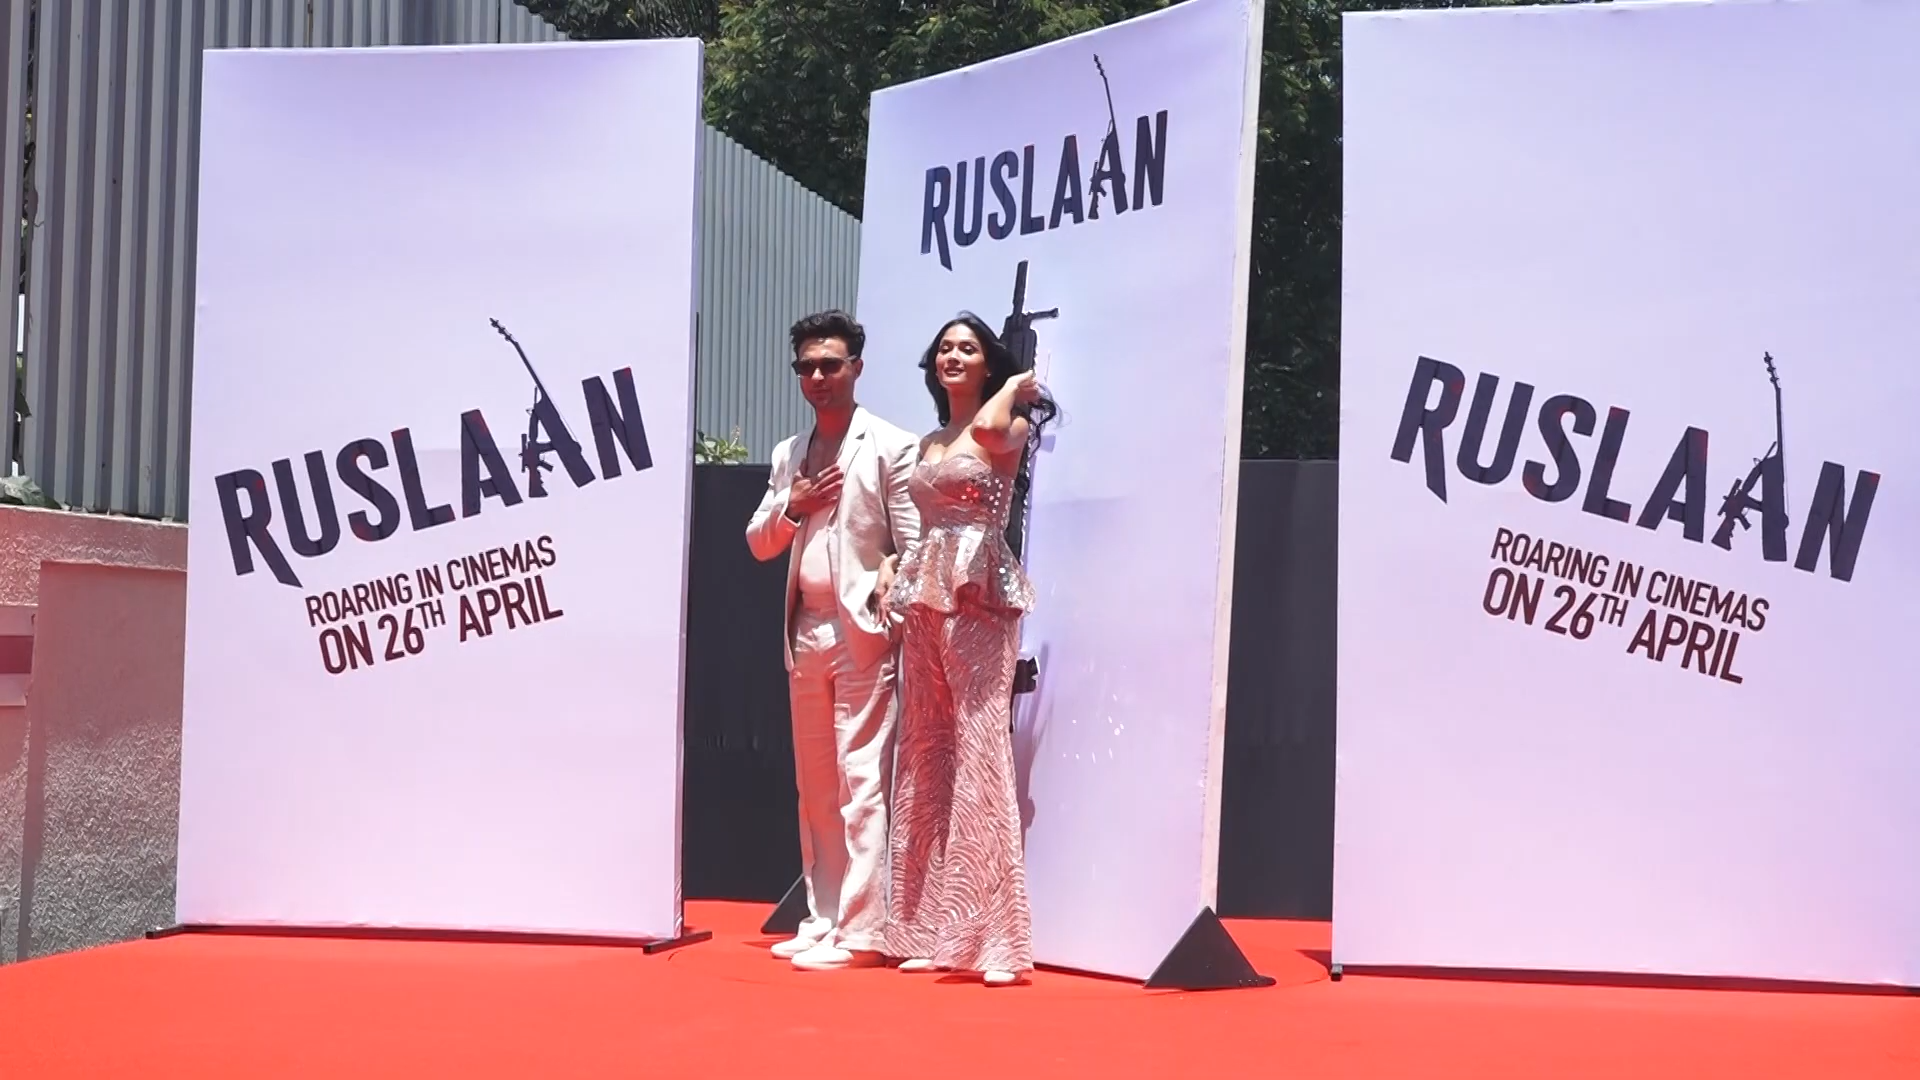 RUSLAAN
ROARING IN CINEMAS
ON 26TH APRIL
RUSLAAN
RUSLAAN
ROARING IN CINEMAS
ON 26TH APRIL